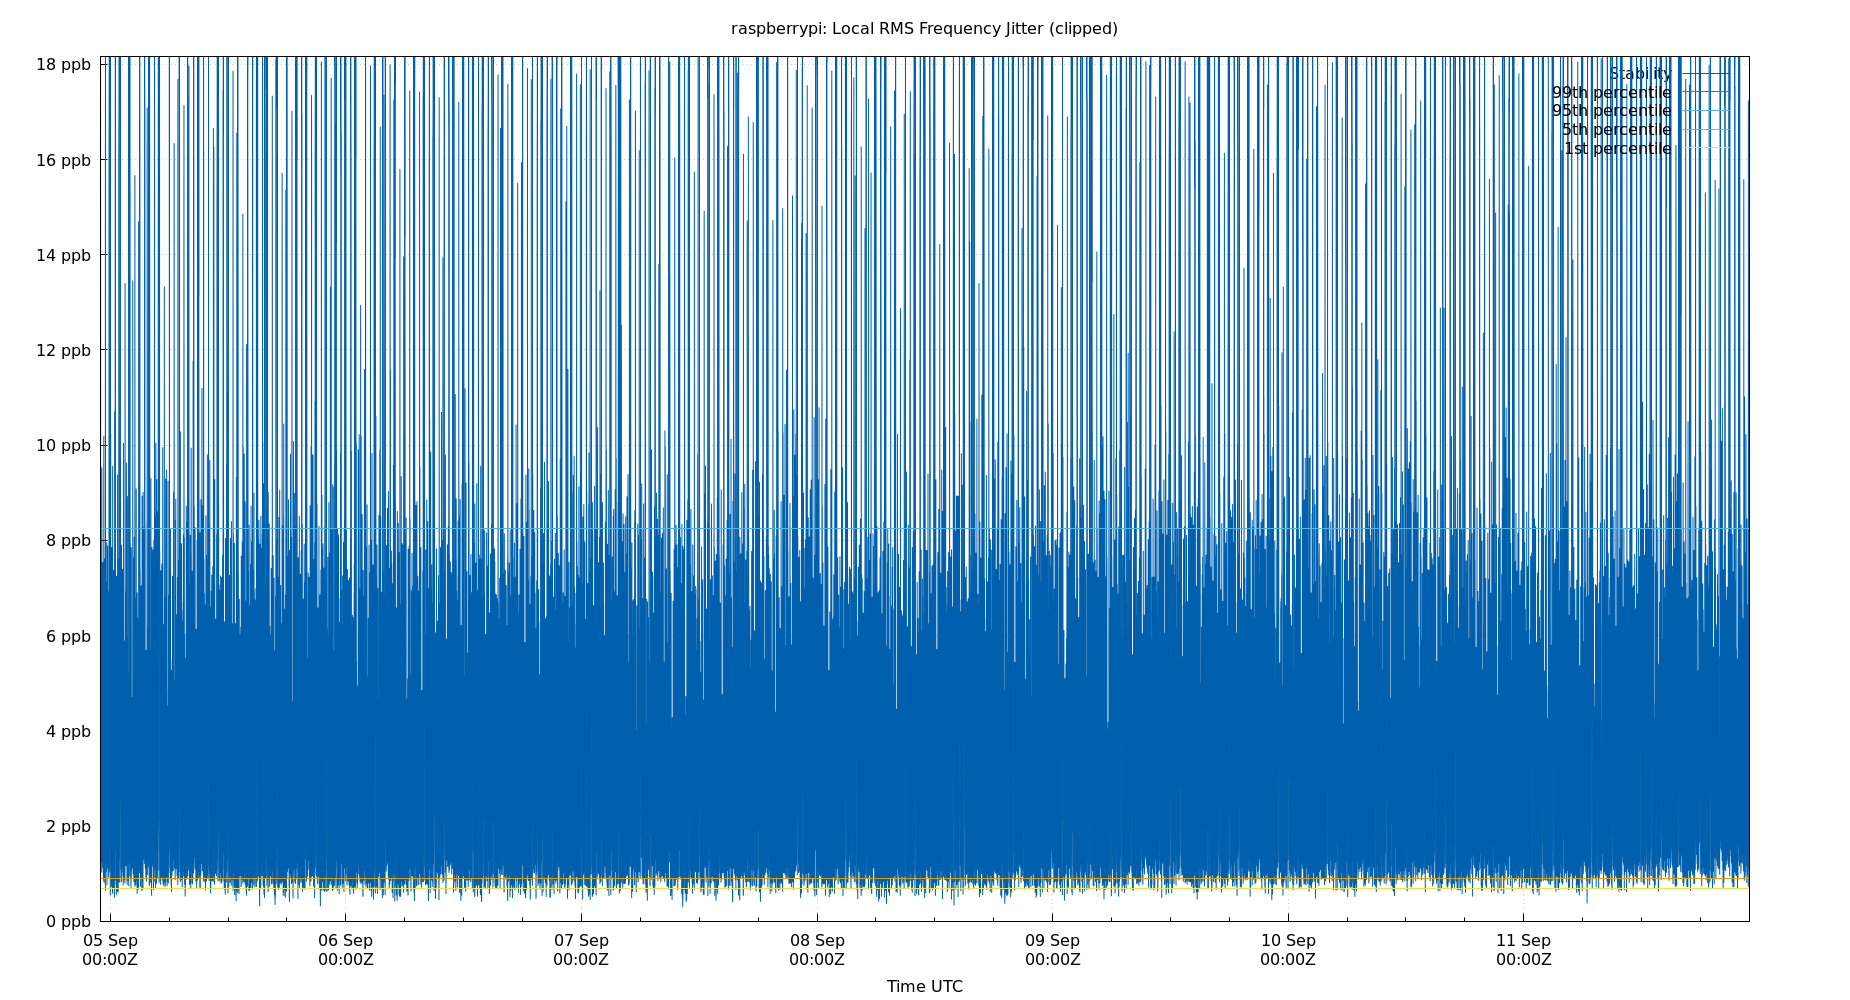 raspberrypi: Local RMS Frequency Jitter (clipped)
18 ppb
16 ppb
14 ppb
12 ppb
10 ppb
8 ppb
6 ppb
4 ppb
2 ppb
0 ppb
Stability
99th percentile
95th percentile
5th percentile
1st percentile
05 Sep 06 Sep 07 Sep 08 Sep 09 Sep 10 Sep 11 Sep
00:00Z 00:00Z 00:00Z 00:00Z 00:00Z 00:00Z 00:00Z
Time UTC